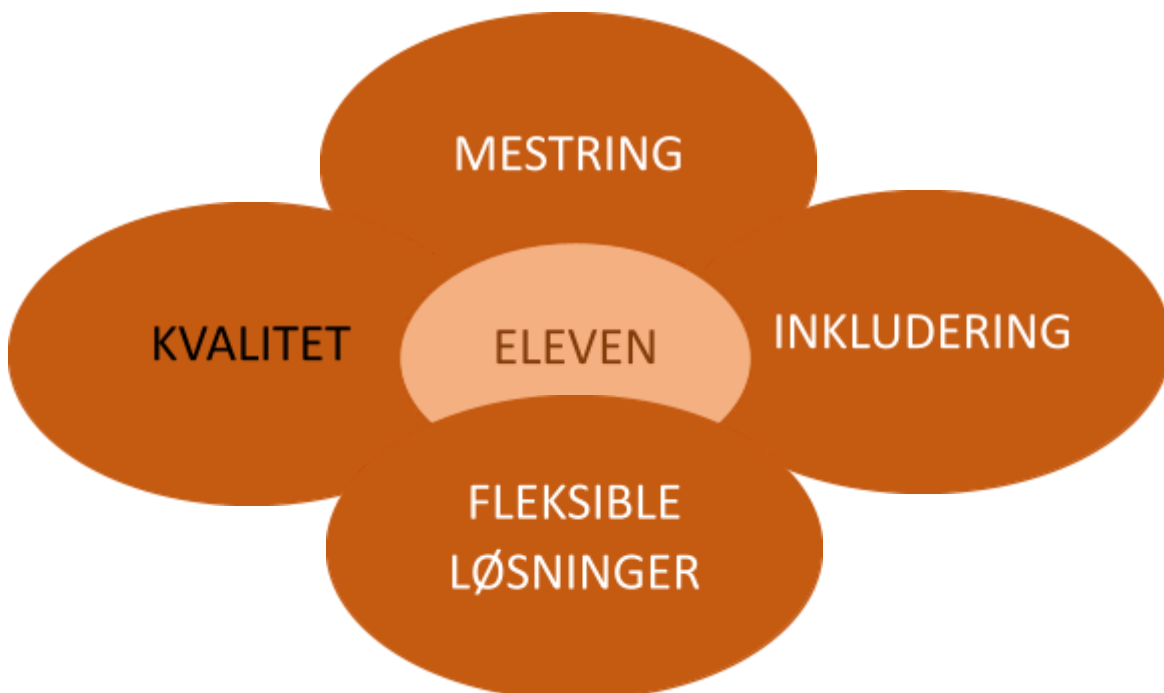 MESTRING
KVALITET
ELEVEN
INKLUDERING
FLEKSIBLE
LØSNINGER